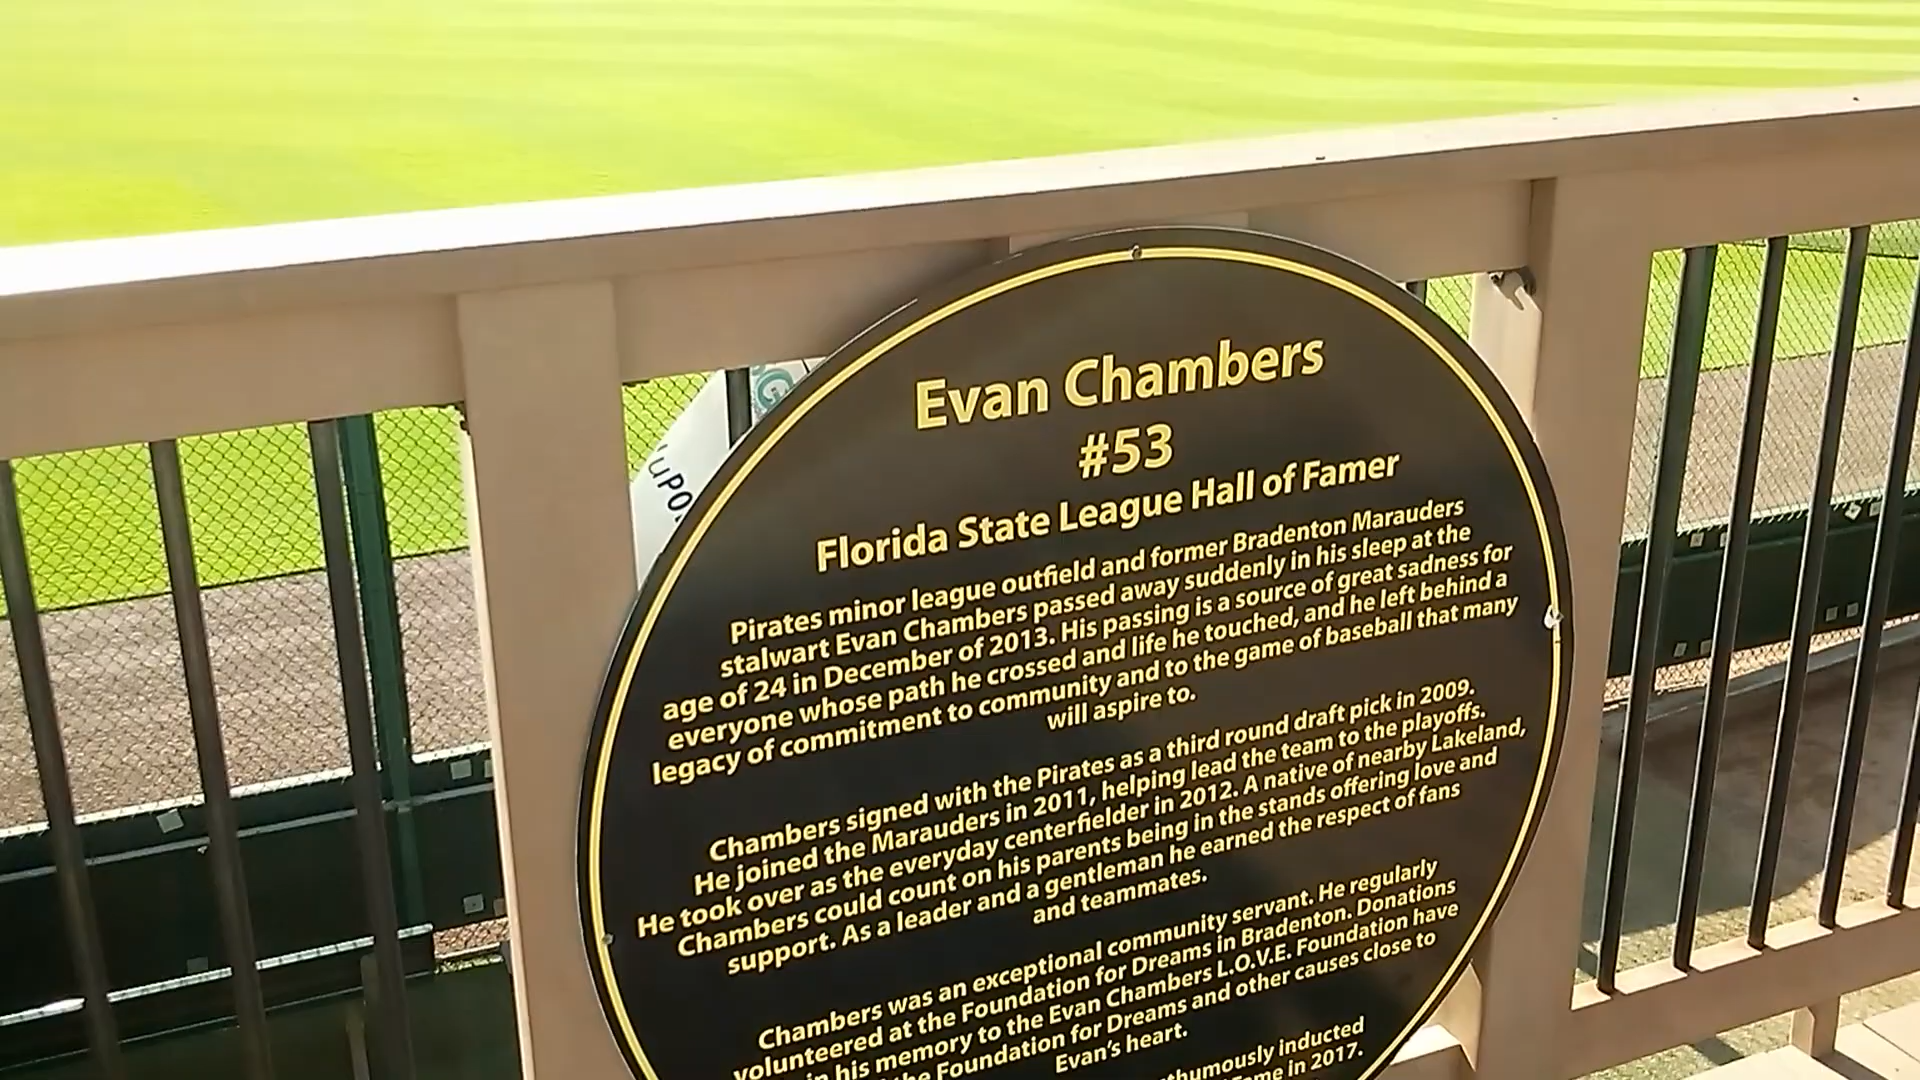 Evan Chambers
#53
Florida State League Hall of Famer
Pirates minor league outfield and former Bradenton Marauders
stalwart Evan Chambers passed away suddenly in his sleep at the
age of 24 in December of 2013. His passing is a source of great sadness for
everyone whose path he crossed and life he touched, and he left behind a
legacy of commitment to community and to the game of baseball that many
will aspire to.
Chambers signed with the Pirates as a third round draft pick in 2009.
He joined the Marauders in 2011, helping lead the team to the playoffs.
He took over as the everyday centerfielder in 2012. A native of nearby Lakeland,
Chambers could count on his parents being in the stands offering love and
support. As a leader and a gentleman he earned the respect of fans
and teammates.
Chambers was an exceptional community servant. He regularly
volunteered at the Foundation for Dreams in Bradenton. Donations
in his memory to the Evan Chambers L.O.V.E. Foundation have
the Foundation for Dreams and other causes close to
Evan's heart.
inducted
in 2017.